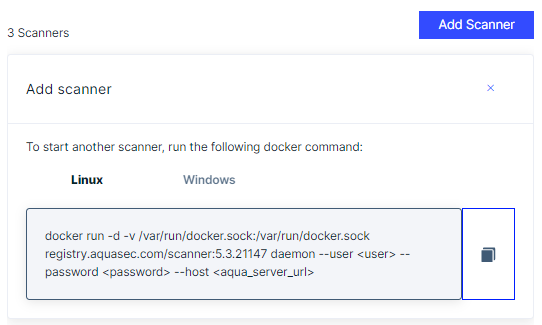 3 Scanners
Add Scanner
Add scanner
To start another scanner, run the following docker command:
Linux
Windows
docker run -d -v /var/run/docker.sock:/var/run/docker.sock
registry.aquasec.com/scanner:5.3.21147 daemon --user <user> --
password <password> --host <aqua_server_url>